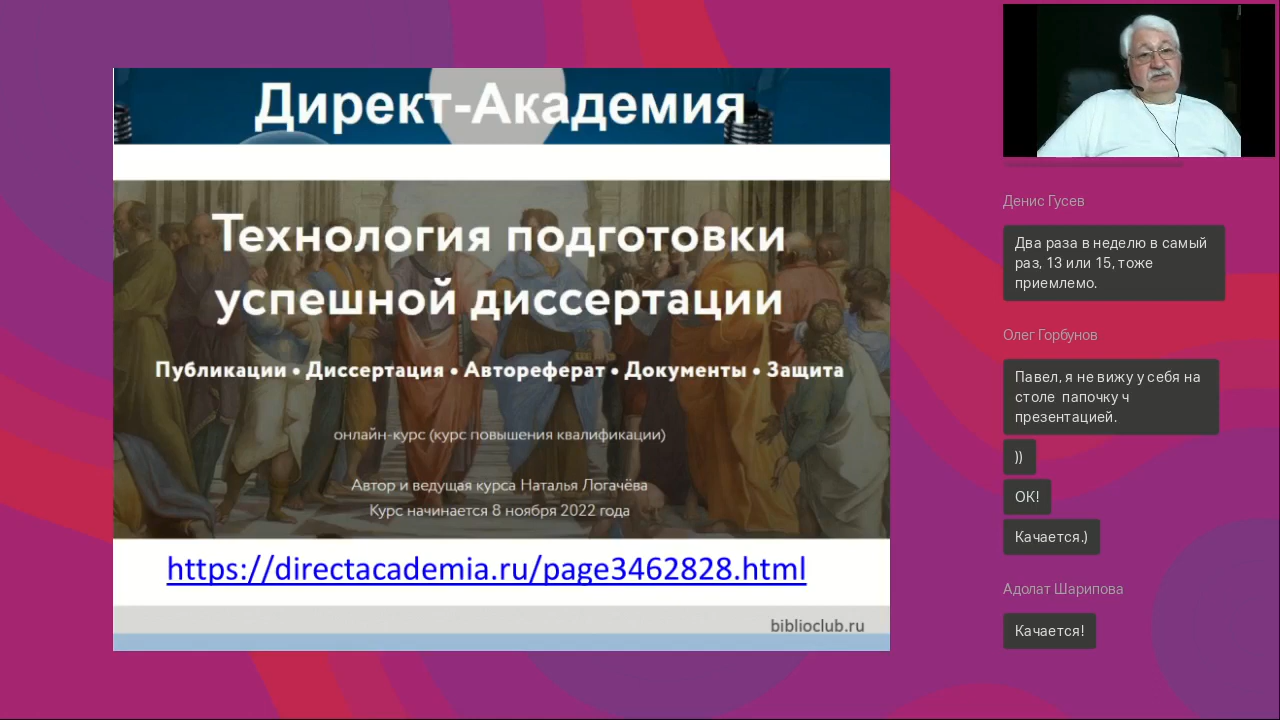 Директ-Академия
Технология подготовки
успешной диссертации
Публикации • Диссертация • Автореферат • Документы • Защита
онлайн-курс (курс повышения квалификации)
Автор и ведущая курса Наталья Логачёва
Курс начинается 8 ноября 2022 года
https://directacademia.ru/page3462828.html
biblioclub.ru
Денис Гусев
Два раза в неделю в самый
раз, 13 или 15, тоже
приемлемо.
Олег Горбунов
Павел, я не вижу у себя на
столе папочку ч
презентацией.
))
ОК!
Качается.)
Адолат Шарипова
Качается!